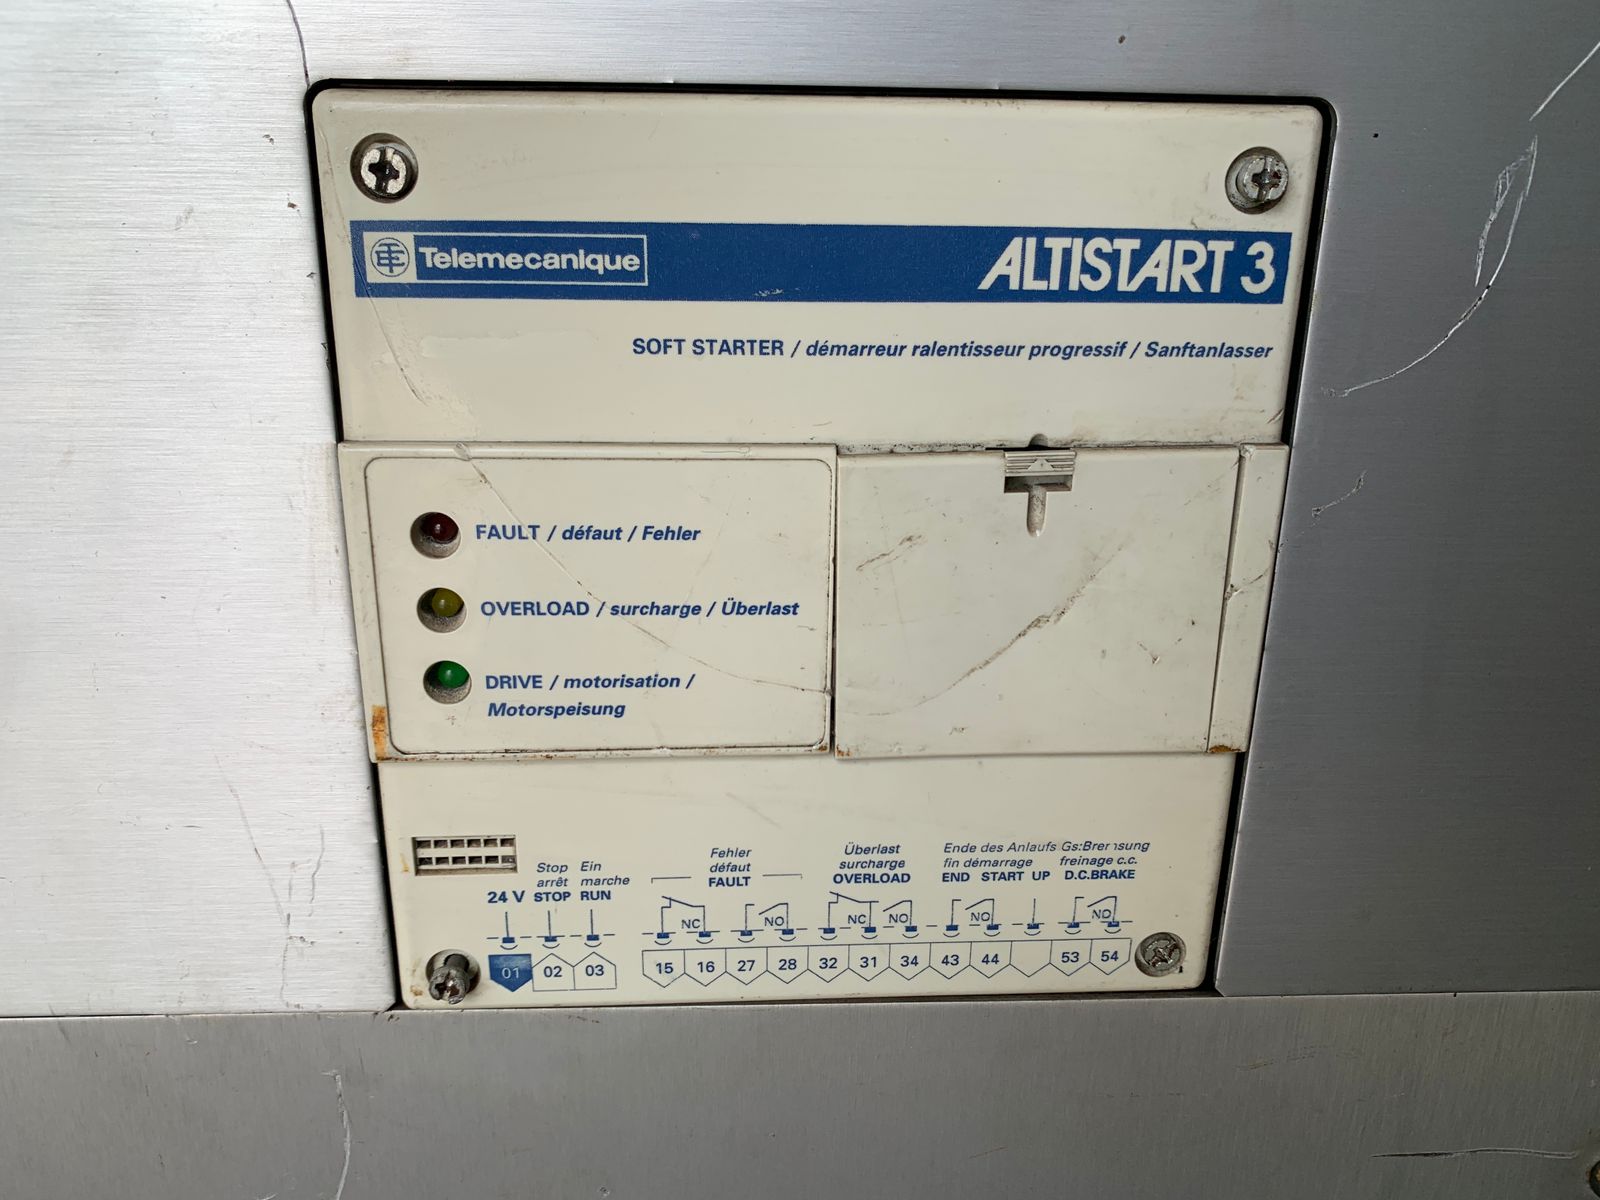 Telemecanique
ALTISTART 3
SOFT STARTER / démarreur ralentisseur progressif / Sanftanlasser
FAULT / défaut / Fehler
OVERLOAD / surcharge / Überlast
DRIVE / motorisation /
Motorspeisung
24 V
Stop
arrêt
STOP
Ein
marche
RUN
Fehler
défaut
FAULT
Überlast
surcharge
OVERLOAD
Ende des Anlaufs
fin démarrage
END START UP
Gs:Bremsung
freinage c.c.
D.C.BRAKE
NC NO NC NO NO NO
01 02 03 15 16 27 28 32 31 34 43 44 53 54